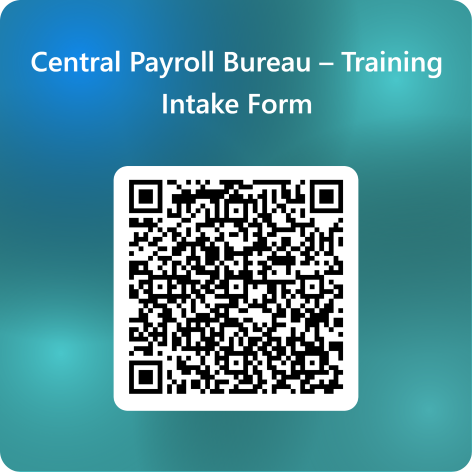 Central Payroll Bureau – Training
Intake Form